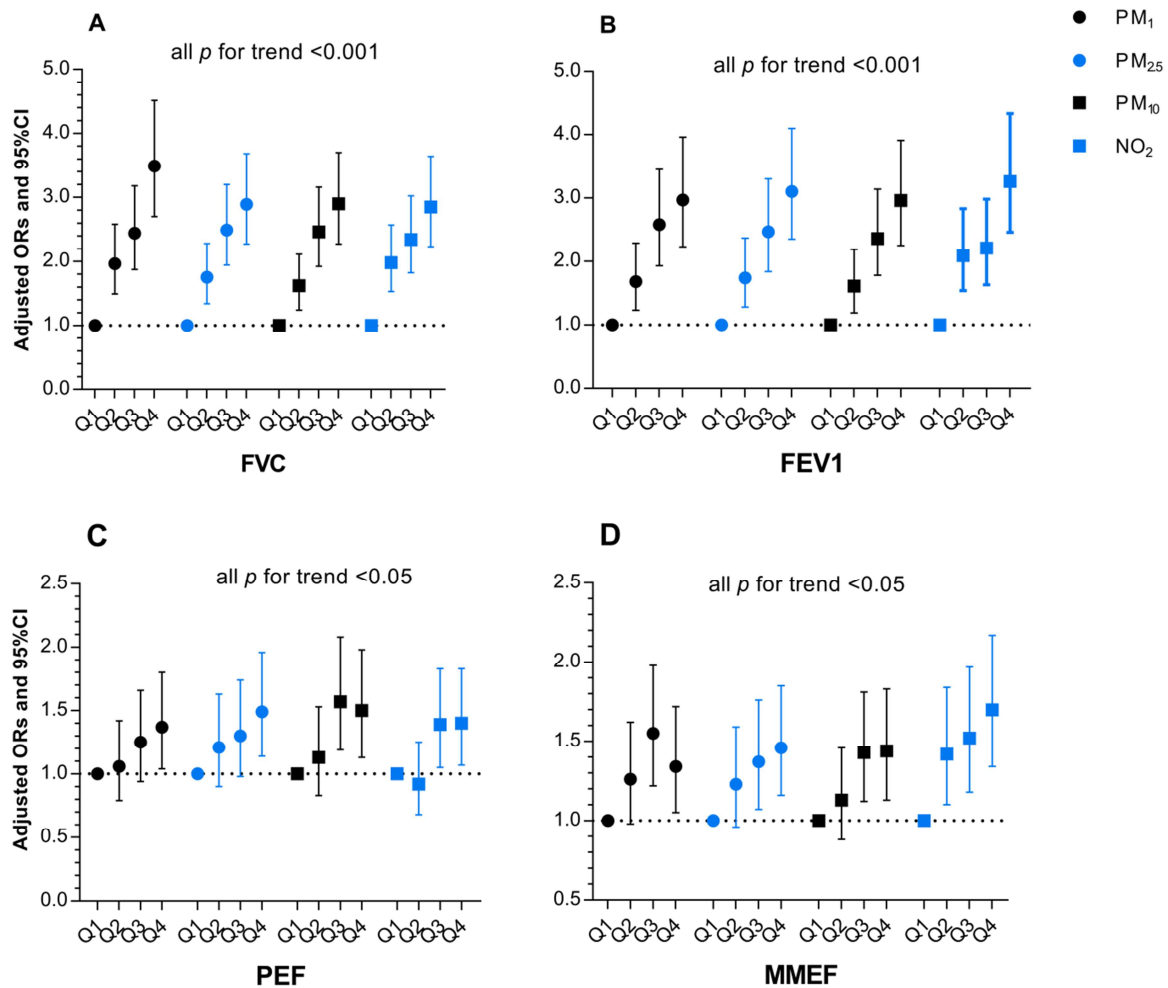 A
all p for trend <0.001
Adjusted ORs and 95%CI
5.0
4.0
3.0
2.0
1.0
0.0
Q1 Q2 Q3 Q4 Q1 Q2 Q3 Q4 Q1 Q2 Q3 Q4 Q1 Q2 Q3 Q4
FVC
B
all p for trend <0.001
5.0
4.0
3.0
2.0
1.0
0.0
Q1 Q2 Q3 Q4 Q1 Q2 Q3 Q4 Q1 Q2 Q3 Q4 Q1 Q2 Q3 Q4
FEV1
PM1
PM2.5
PM10
NO2
C
all p for trend <0.05
Adjusted ORs and 95%CI
2.5
2.0
1.5
1.0
0.5
0.0
Q1 Q2 Q3 Q4 Q1 Q2 Q3 Q4 Q1 Q2 Q3 Q4 Q1 Q2 Q3 Q4
PEF
D
all p for trend <0.05
2.5
2.0
1.5
1.0
0.5
Q1 Q2 Q3 Q4 Q1 Q2 Q3 Q4 Q1 Q2 Q3 Q4 Q1 Q2 Q3 Q4
MMEF